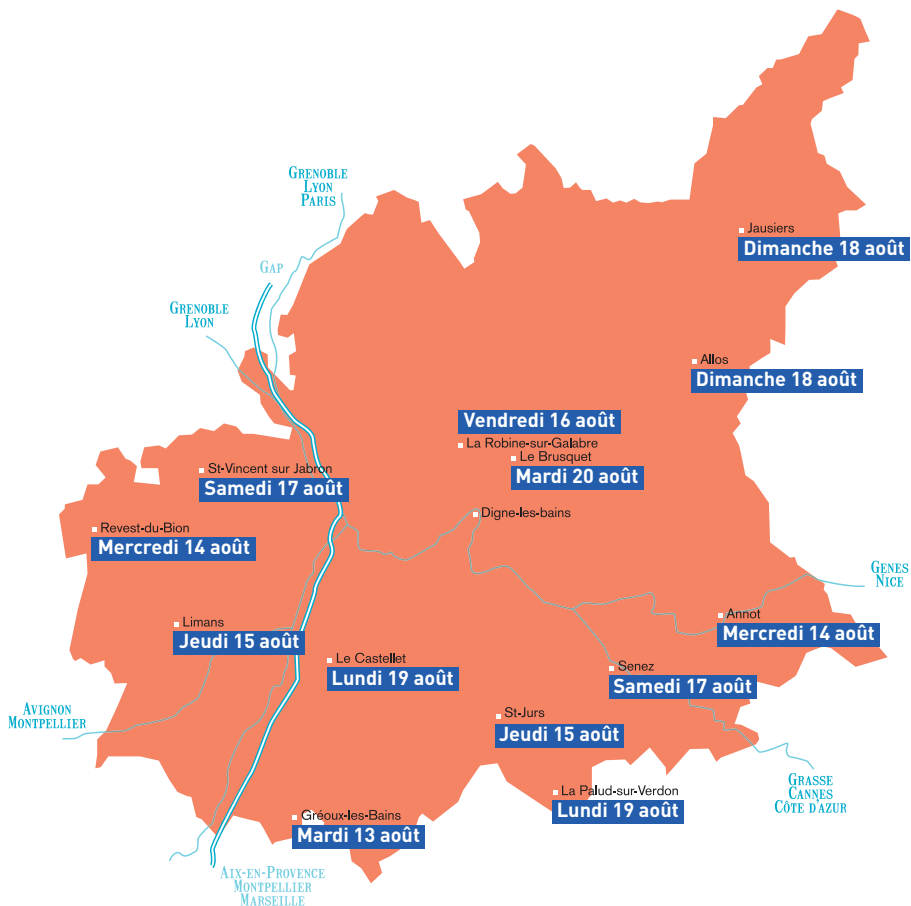 GRENOBLE
LYON
PARIS
Jausiers
Dimanche 18 août
GAP
GRENOBLE
LYON
Allos
Dimanche 18 août
Vendredi 16 août
La Robine-sur-Galabre
Le Brusquet
Mardi 20 août
St-Vincent sur Jabron
Samedi 17 août
Digne-les-bains
Revest-du-Bion
Mercredi 14 août
GENES
NICE
Annot
Mercredi 14 août
Limans
Jeudi 15 août
Le Castellet
Lundi 19 août
Senez
Samedi 17 août
AVIGNON
MONTPELLIER
St-Jurs
Jeudi 15 août
GRASSE
CANNES
CÔTE D'AZUR
La Palud-sur-Verdon
Lundi 19 août
Gréoux-les-Bains
Mardi 13 août
AIX-EN-PROVENCE
MONTPELLIER
MARSEILLE